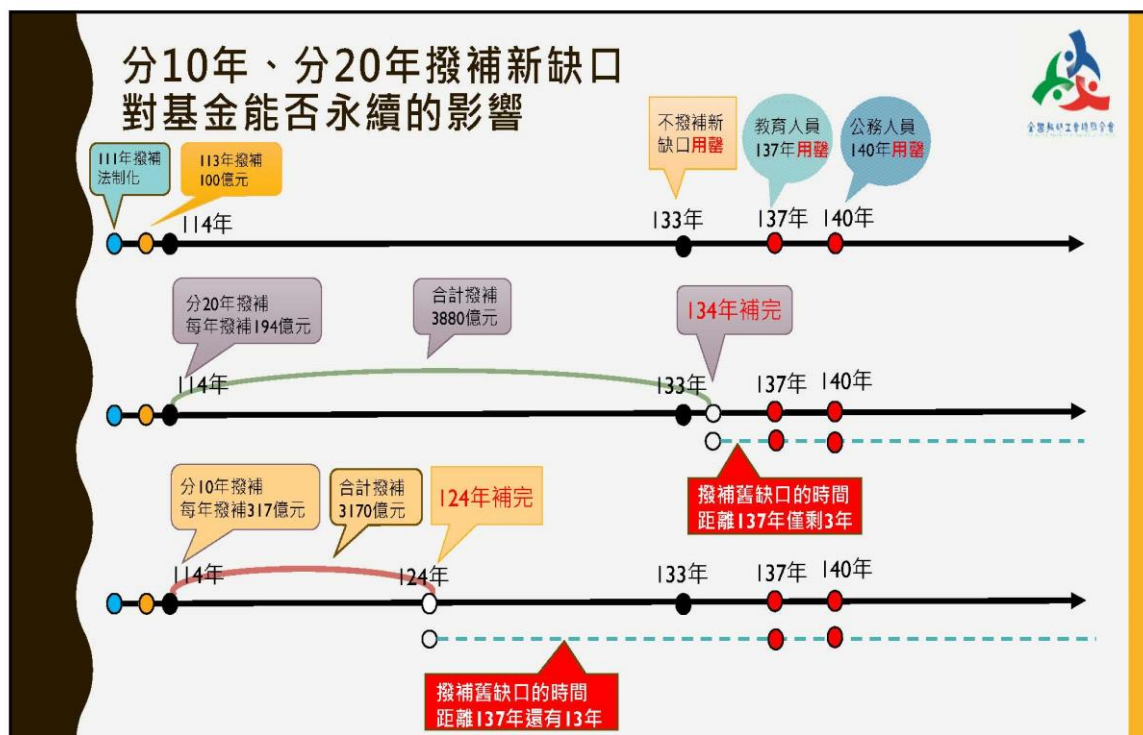 分10年、分20年撥補新缺口
對基金能否永續的影響
全國教師工會總聯合會
111年撥補
法制化
113年撥補
100億元
不撥補新
缺口用罄
教育人員
137年用罄
公務人員
140年用罄
114年
133年
137年
140年
分20年撥補
每年撥補194億元
合計撥補
3880億元
134年補完
114年
133年
137年
140年
撥補舊缺口的時間
距離137年僅剩3年
分10年撥補
每年撥補317億元
合計撥補
3170億元
124年補完
114年
124年
133年
137年
140年
撥補舊缺口的時間
距離137年還有13年